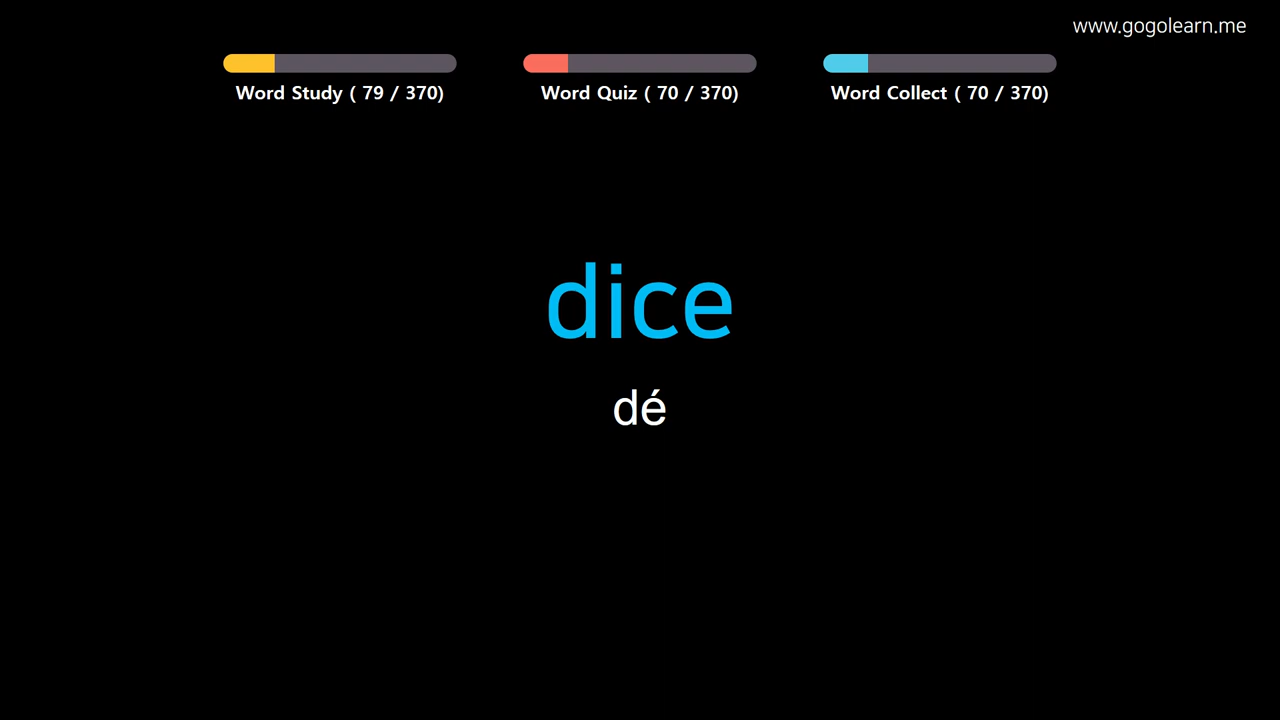 www.gogolearn.me
Word Study ( 79 / 370)
Word Quiz ( 70 / 370)
Word Collect ( 70 / 370)
dice
dé